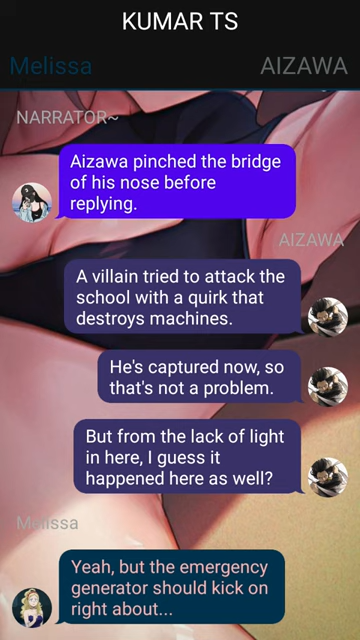 KUMAR TS
Melissa AIZAWA
NARRATOR~
Aizawa pinched the bridge
of his nose before
replying.
AIZAWA
A villain tried to attack the
school with a quirk that
destroys machines.
He's captured now, so
that's not a problem.
But from the lack of light
in here, I guess it
happened here as well?
Melissa
Yeah, but the emergency
generator should kick on
right about...